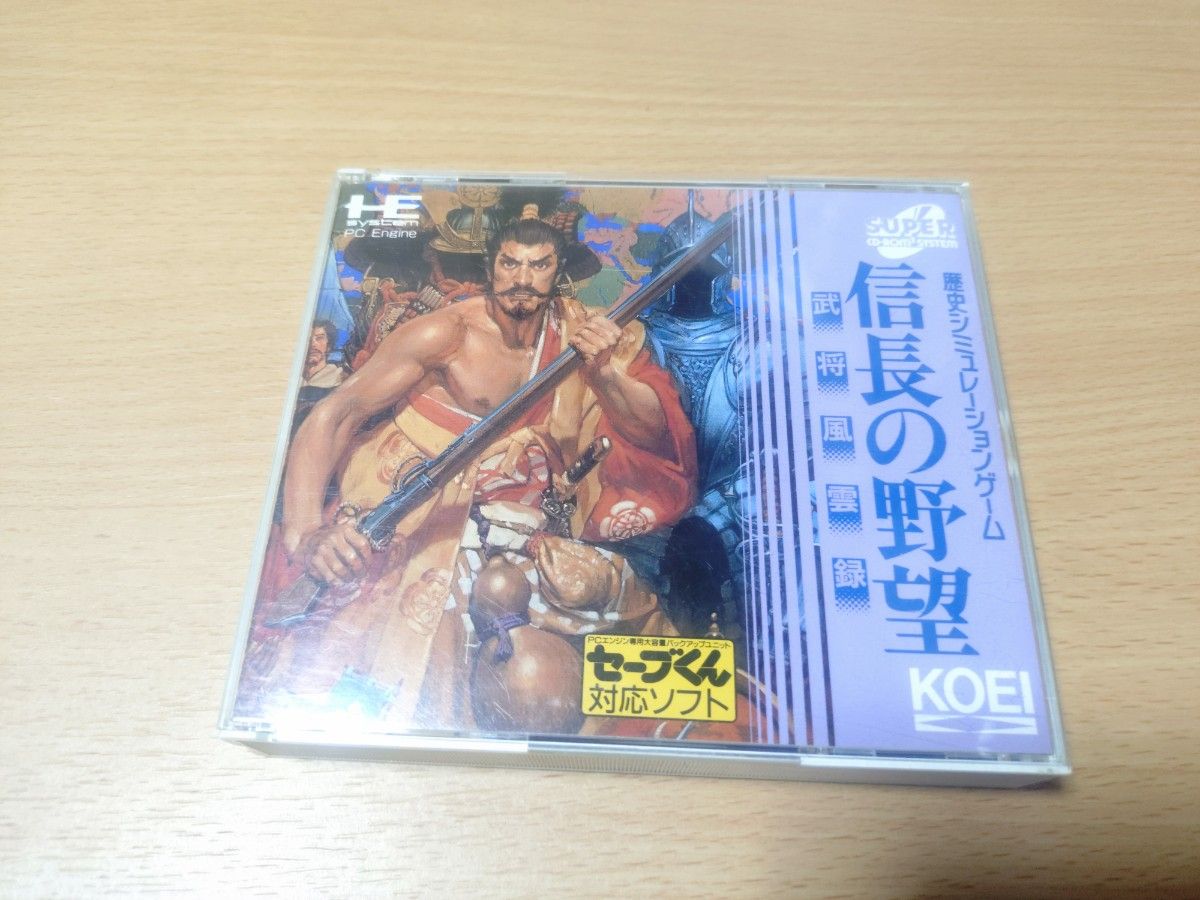 HE
system
PC Engine
SUPER
CD-ROM² SYSTEM
歴史シミュレーションゲーム
信長の野望
武将風雲録
PCエンジン専用大容量バックアップユニット
セーブくん
対応ソフト
KOEI